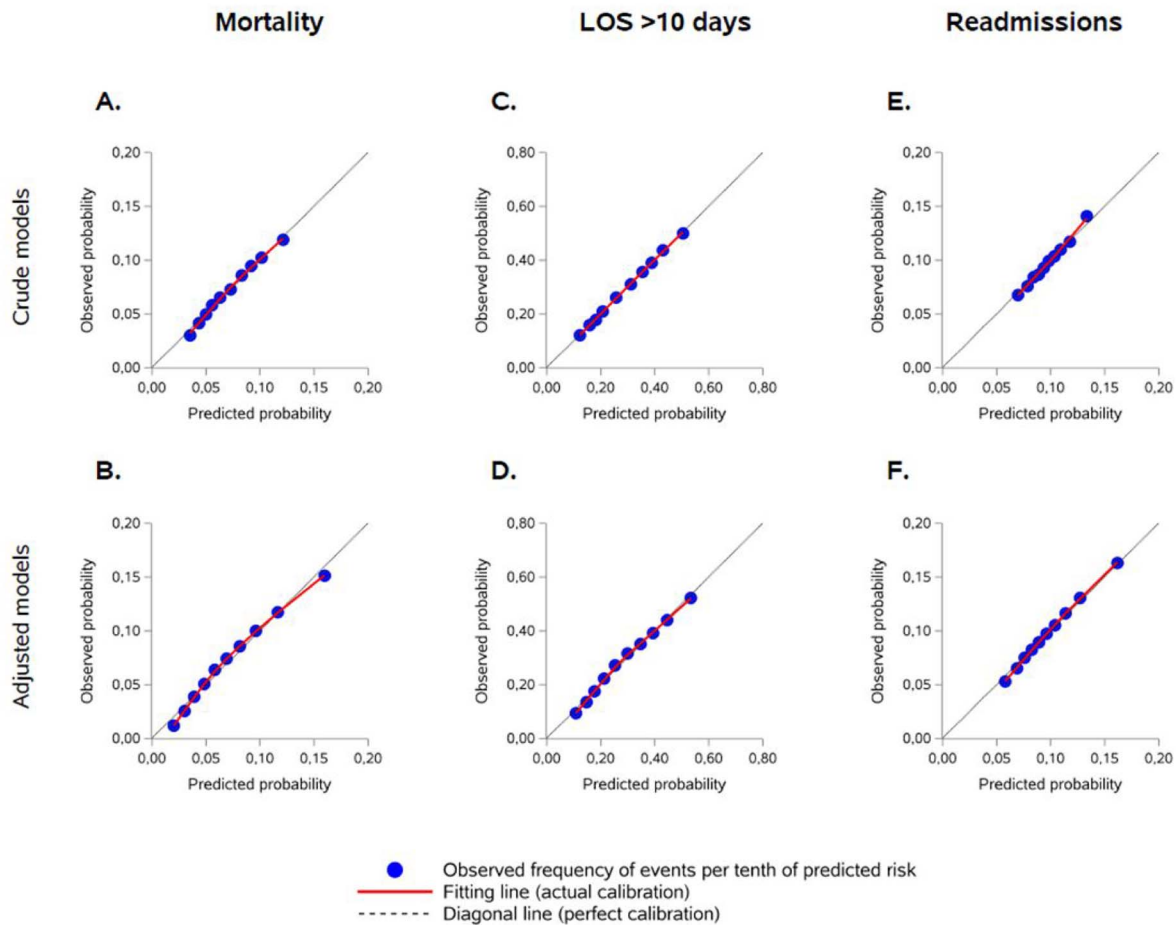 Mortality
LOS >10 days
Readmissions
Crude models
Adjusted models
A.
0,20
0,15
0,10
0,05
0,00
Observed probability
0,00 0,05 0,10 0,15 0,20
Predicted probability
C.
0,80
0,60
0,40
0,20
0,00
Observed probability
0,00 0,20 0,40 0,60 0,80
Predicted probability
E.
0,20
0,15
0,10
0,05
0,00
Observed probability
0,00 0,05 0,10 0,15 0,20
Predicted probability
B.
0,20
0,15
0,10
0,05
0,00
Observed probability
0,00 0,05 0,10 0,15 0,20
Predicted probability
D.
0,80
0,60
0,40
0,20
0,00
Observed probability
0,00 0,20 0,40 0,60 0,80
Predicted probability
F.
0,20
0,15
0,10
0,05
0,00
Observed probability
0,00 0,05 0,10 0,15 0,20
Predicted probability
Observed frequency of events per tenth of predicted risk
Fitting line (actual calibration)
Diagonal line (perfect calibration)